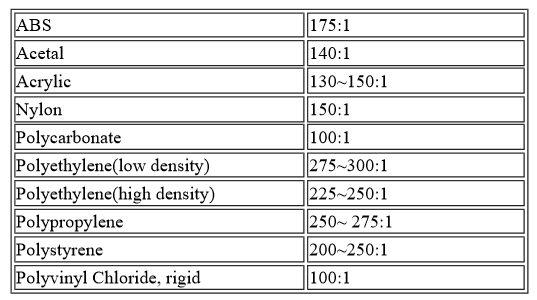 ABS 175:1
Acetal 140:1
Acrylic 130~150:1
Nylon 150:1
Polycarbonate 100:1
Polyethylene(low density) 275~300:1
Polyethylene(high density) 225~250:1
Polypropylene 250~ 275:1
Polystyrene 200~250:1
Polyvinyl Chloride, rigid 100:1